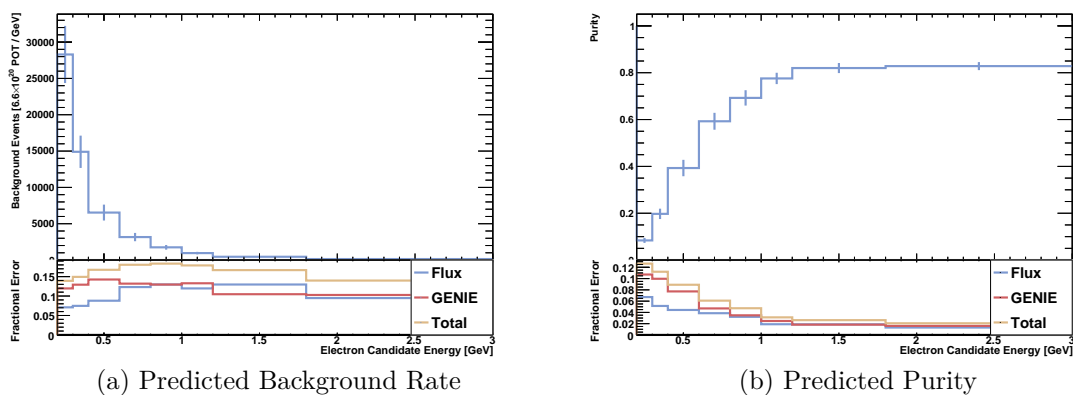 Background Events [6.6×10²⁰ POT / GeV]
30000
25000
20000
15000
10000
5000
0
Fractional Error
0.15
0.1
0.05
0
Flux
GENIE
Total
0.5 1 1.5 2 2.5 3
Electron Candidate Energy [GeV]
(a) Predicted Background Rate
Purity
1
0.8
0.6
0.4
0.2
Fractional Error
0.12
0.1
0.08
0.06
0.04
0.02
Flux
GENIE
Total
0.5 1 1.5 2 2.5 3
Electron Candidate Energy [GeV]
(b) Predicted Purity